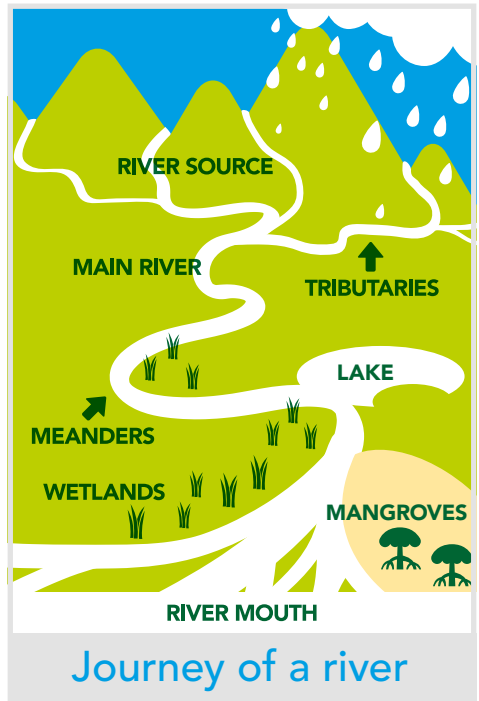 RIVER SOURCE
MAIN RIVER
TRIBUTARIES
LAKE
MEANDERS
WETLANDS
MANGROVES
RIVER MOUTH
Journey of a river